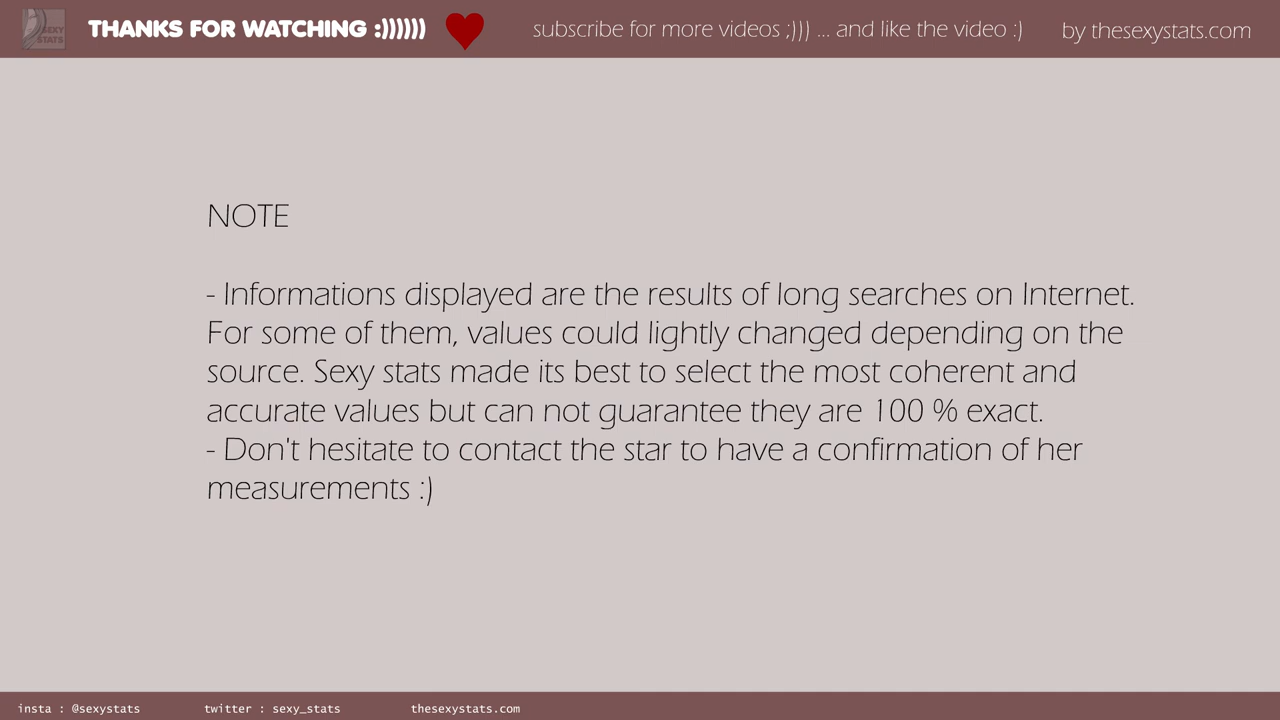 SEXY
STATS
THANKS FOR WATCHING :))))))
subscribe for more videos ;))) ... and like the video :)
by thesexystats.com
NOTE
- Informations displayed are the results of long searches on Internet.
For some of them, values could lightly changed depending on the
source. Sexy stats made its best to select the most coherent and
accurate values but can not guarantee they are 100 % exact.
- Don't hesitate to contact the star to have a confirmation of her
measurements :)
insta : @sexystats
twitter : sexy_stats
thesexystats.com